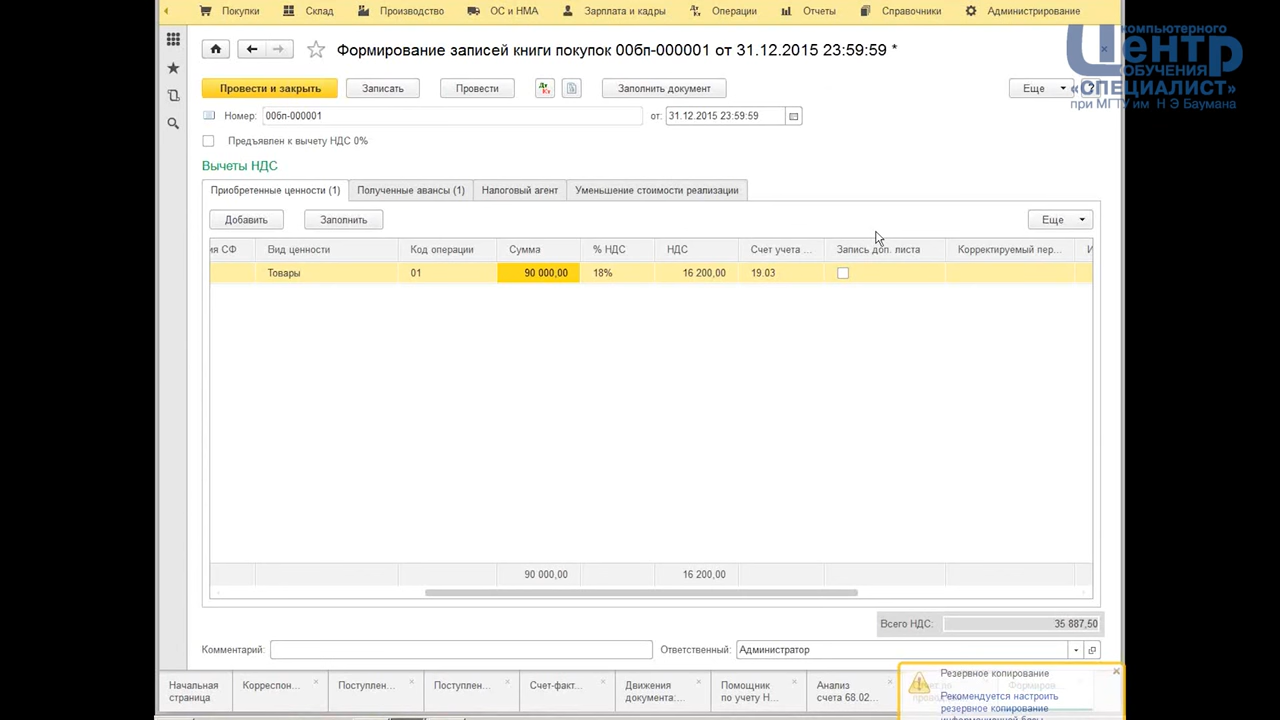 Покупки Склад Производство ОС и НМА Зарплата и кадры Операции Отчеты Справочники Администрирование
компьютерного
Центр
ОБУЧЕНИЯ
«СПЕЦИАЛИСТ»
при МГТУ им Н Э Баумана
Формирование записей книги покупок 00бп-000001 от 31.12.2015 23:59:59 *
Провести и закрыть Записать Провести Заполнить документ Еще ?
Номер: 00бп-000001 от: 31.12.2015 23:59:59
Предъявлен к вычету НДС 0%
Вычеты НДС
Приобретенные ценности (1) Полученные авансы (1) Налоговый агент Уменьшение стоимости реализации
Добавить Заполнить Еще
ия СФ Вид ценности Код операции Сумма % НДС НДС Счет учета ... Запись доп. листа Корректируемый пер... И
Товары 01 90 000,00 18% 16 200,00 19.03
90 000,00 16 200,00
Всего НДС: 35 887,50
Комментарий: Ответственный: Администратор
Начальная страница
Корреспон...
Поступлен...
Поступлен...
Счет-факт...
Движения документа:...
Помощник по учету Н...
Анализ счета 68.02...
Резервное копирование
Рекомендуется настроить
резервное копирование
информационной базы